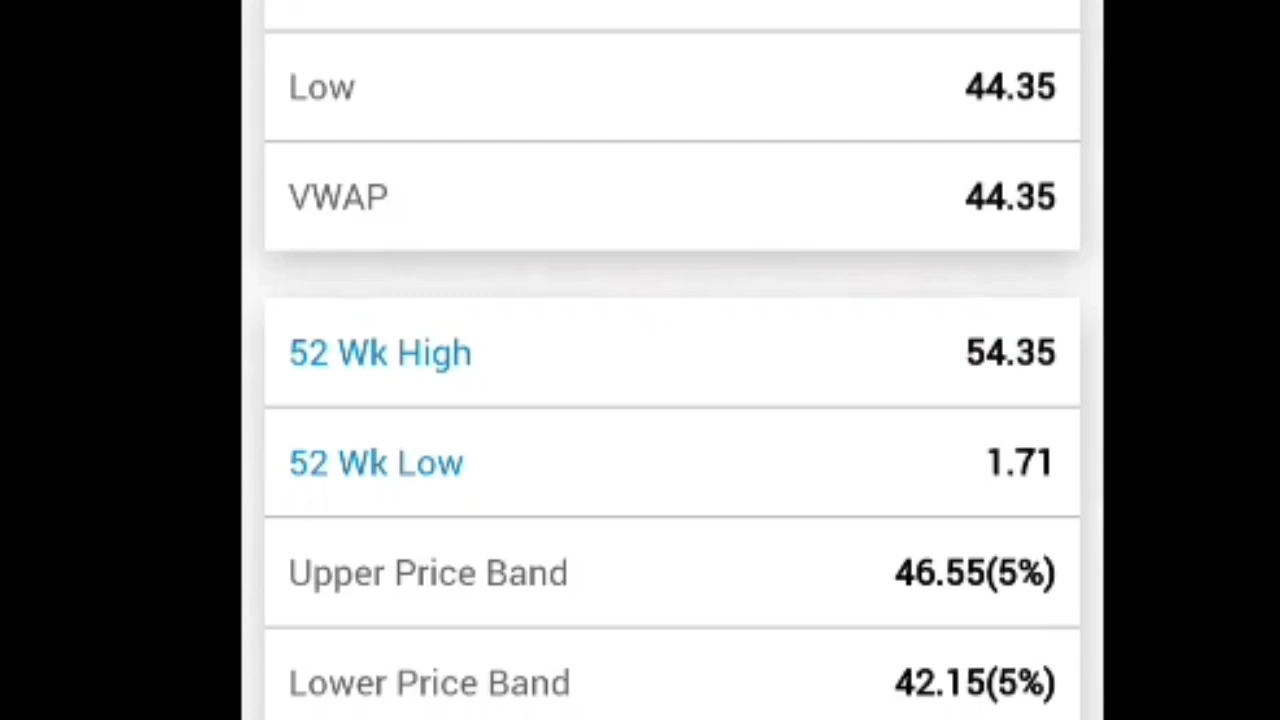 Low 44.35
VWAP 44.35
52 Wk High 54.35
52 Wk Low 1.71
Upper Price Band 46.55(5%)
Lower Price Band 42.15(5%)